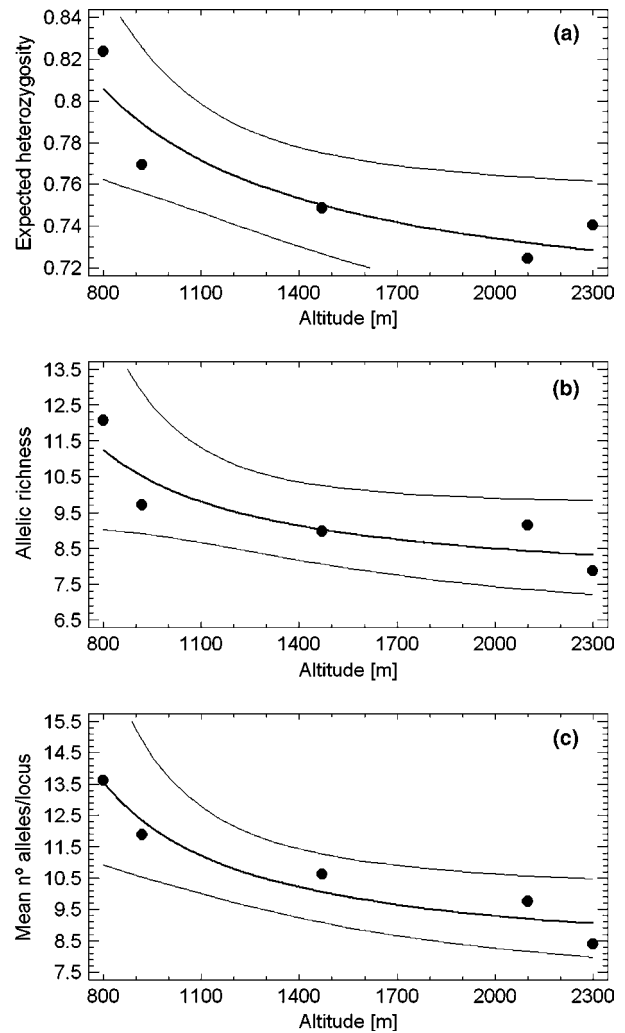 (a)
Expected heterozygosity
0.84
0.82
0.8
0.78
0.76
0.74
0.72
800 1100 1400 1700 2000 2300
Altitude [m]
(b)
Allelic richness
13.5
12.5
11.5
10.5
9.5
8.5
7.5
6.5
800 1100 1400 1700 2000 2300
Altitude [m]
(c)
Mean nº alleles/locus
15.5
14.5
13.5
12.5
11.5
10.5
9.5
8.5
7.5
800 1100 1400 1700 2000 2300
Altitude [m]